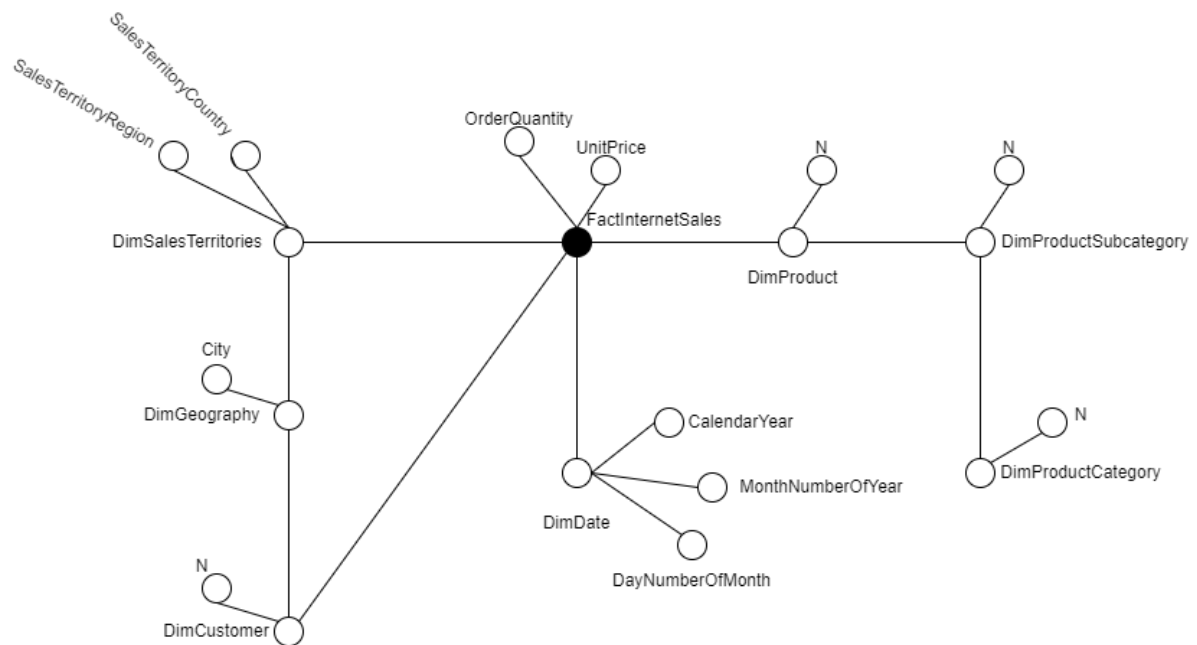 SalesTerritoryCountry
SalesTerritoryRegion
OrderQuantity
UnitPrice
N
N
FactInternetSales
DimSalesTerritories
DimProductSubcategory
DimProduct
City
DimGeography
CalendarYear
N
DimProductCategory
MonthNumberOfYear
DimDate
N
DayNumberOfMonth
DimCustomer